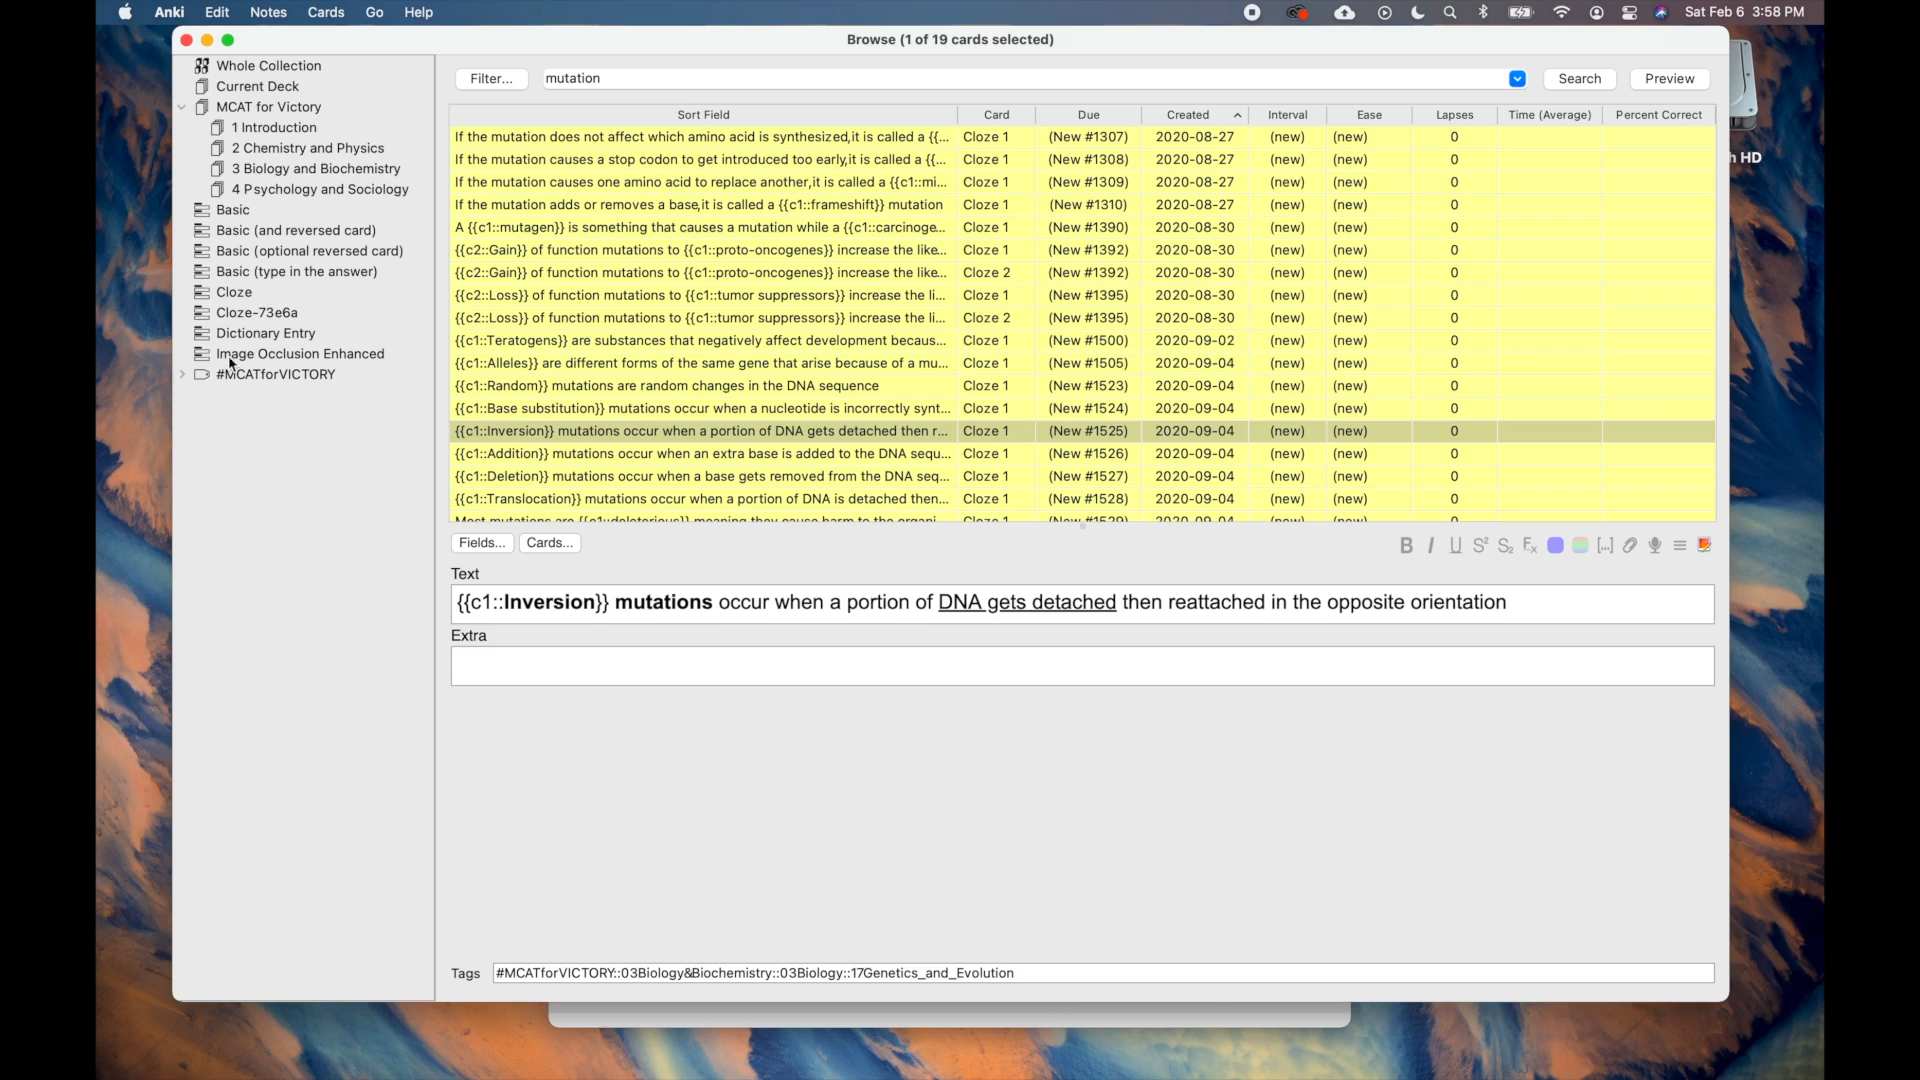 Anki Edit Notes Cards Go Help Sat Feb 6 3:58 PM
Browse (1 of 19 cards selected)
Whole Collection
Current Deck
MCAT for Victory
1 Introduction
2 Chemistry and Physics
3 Biology and Biochemistry
4 Psychology and Sociology
Basic
Basic (and reversed card)
Basic (optional reversed card)
Basic (type in the answer)
Cloze
Cloze-73e6a
Dictionary Entry
Image Occlusion Enhanced
#MCATforVICTORY
Filter... mutation Search Preview
Sort Field Card Due Created Interval Ease Lapses Time (Average) Percent Correct
If the mutation does not affect which amino acid is synthesized,it is called a {{... Cloze 1 (New #1307) 2020-08-27 (new) (new) 0
If the mutation causes a stop codon to get introduced too early,it is called a {{... Cloze 1 (New #1308) 2020-08-27 (new) (new) 0
If the mutation causes one amino acid to replace another,it is called a {{c1::mi... Cloze 1 (New #1309) 2020-08-27 (new) (new) 0
If the mutation adds or removes a base,it is called a {{c1::frameshift}} mutation Cloze 1 (New #1310) 2020-08-27 (new) (new) 0
A {{c1::mutagen}} is something that causes a mutation while a {{c1::carcinoge... Cloze 1 (New #1390) 2020-08-30 (new) (new) 0
{{c2::Gain}} of function mutations to {{c1::proto-oncogenes}} increase the like... Cloze 1 (New #1392) 2020-08-30 (new) (new) 0
{{c2::Gain}} of function mutations to {{c1::proto-oncogenes}} increase the like... Cloze 2 (New #1392) 2020-08-30 (new) (new) 0
{{c2::Loss}} of function mutations to {{c1::tumor suppressors}} increase the li... Cloze 1 (New #1395) 2020-08-30 (new) (new) 0
{{c2::Loss}} of function mutations to {{c1::tumor suppressors}} increase the li... Cloze 2 (New #1395) 2020-08-30 (new) (new) 0
{{c1::Teratogens}} are substances that negatively affect development becaus... Cloze 1 (New #1500) 2020-09-02 (new) (new) 0
{{c1::Alleles}} are different forms of the same gene that arise because of a mu... Cloze 1 (New #1505) 2020-09-04 (new) (new) 0
{{c1::Random}} mutations are random changes in the DNA sequence Cloze 1 (New #1523) 2020-09-04 (new) (new) 0
{{c1::Base substitution}} mutations occur when a nucleotide is incorrectly synt... Cloze 1 (New #1524) 2020-09-04 (new) (new) 0
{{c1::Inversion}} mutations occur when a portion of DNA gets detached then r... Cloze 1 (New #1525) 2020-09-04 (new) (new) 0
{{c1::Addition}} mutations occur when an extra base is added to the DNA sequ... Cloze 1 (New #1526) 2020-09-04 (new) (new) 0
{{c1::Deletion}} mutations occur when a base gets removed from the DNA seq... Cloze 1 (New #1527) 2020-09-04 (new) (new) 0
{{c1::Translocation}} mutations occur when a portion of DNA is detached then... Cloze 1 (New #1528) 2020-09-04 (new) (new) 0
Most mutations are {{c1::deleterious}} meaning they cause harm to the organi... Cloze 1 (New #1529) 2020-09-04 (new) (new) 0
Fields... Cards...
Text
{{c1::Inversion}} mutations occur when a portion of DNA gets detached then reattached in the opposite orientation
Extra
Tags #MCATforVICTORY::03Biology&Biochemistry::03Biology::17Genetics_and_Evolution
h HD